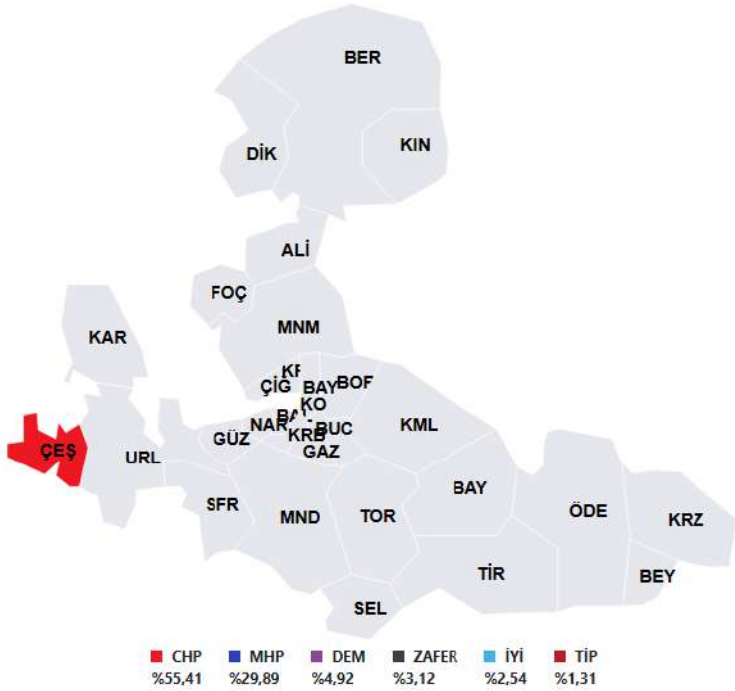 BER
KIN
DİK
ALİ
FOÇ
MNM
KAR
ÇİĞ
BAY
KO
NAR
KRB
BUC
GAZ
GÜZ
KML
ÇEŞ
URL
BAY
SFR
MND
TOR
ÖDE
KRZ
TİR
BEY
SEL
CHP MHP DEM ZAFER İYİ TİP
%55,41 %29,89 %4,92 %3,12 %2,54 %1,31